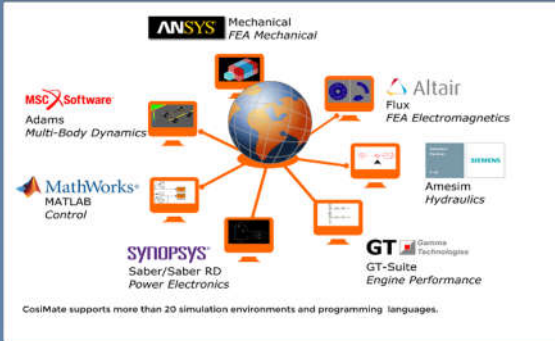 ANSYS
Mechanical
FEA Mechanical
MSC Software
Adams
Multi-Body Dynamics
Altair
Flux
FEA Electromagnetics
MathWorks®
MATLAB
Control
SIEMENS
Amesim
Hydraulics
SYNOPSYS®
Saber/Saber RD
Power Electronics
GT
Gamma
Technologies
GT-Suite
Engine Performance
CosiMate supports more than 20 simulation environments and programming languages.